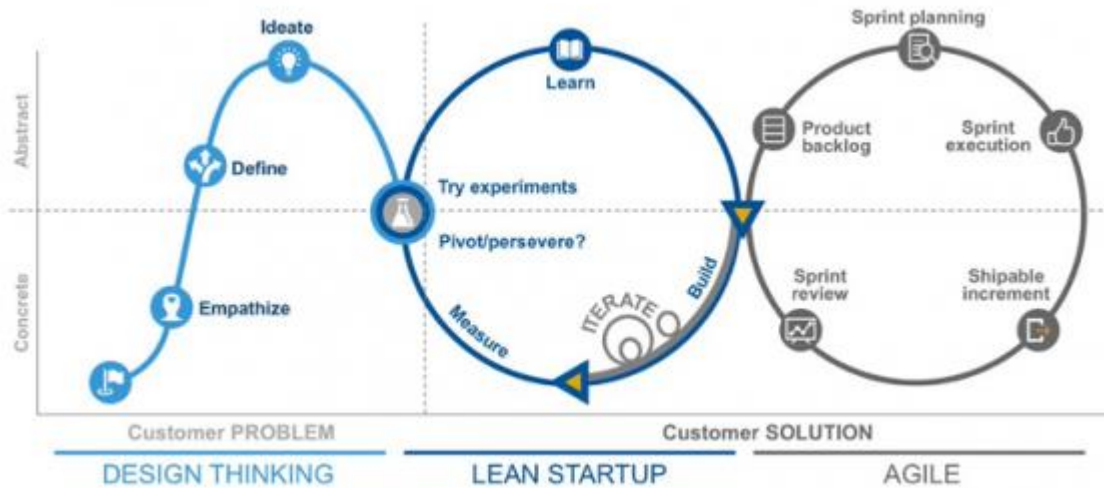 Ideate
Define
Empathize
Abstract
Concrete
Learn
Try experiments
Pivot/persevere?
Measure
ITERATE
Build
Sprint planning
Product
backlog
Sprint
execution
Sprint
review
Shipable
increment
Customer PROBLEM
Customer SOLUTION
DESIGN THINKING
LEAN STARTUP
AGILE